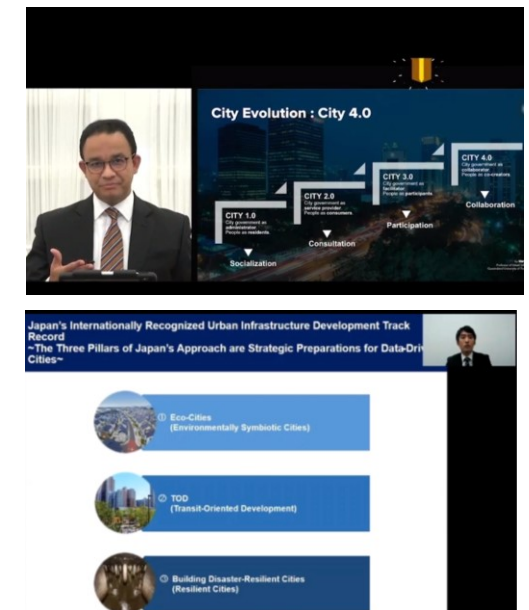 City Evolution : City 4.0
CITY 4.0
City government as
collaborator
People as co-creators.
CITY 3.0
City government as
facilitator
People as participants.
CITY 2.0
City government as
service provider
People as consumers.
CITY 1.0
City government as
administrator
People as residents.
Collaboration
Participation
Consultation
Socialization
Japan's Internationally Recognized Urban Infrastructure Development Track
Record
~The Three Pillars of Japan's Approach are Strategic Preparations for Data-Dri
Cities~
① Eco-Cities
(Environmentally Symbiotic Cities)
② TOD
(Transit-Oriented Development)
③ Building Disaster-Resilient Cities
(Resilient Cities)